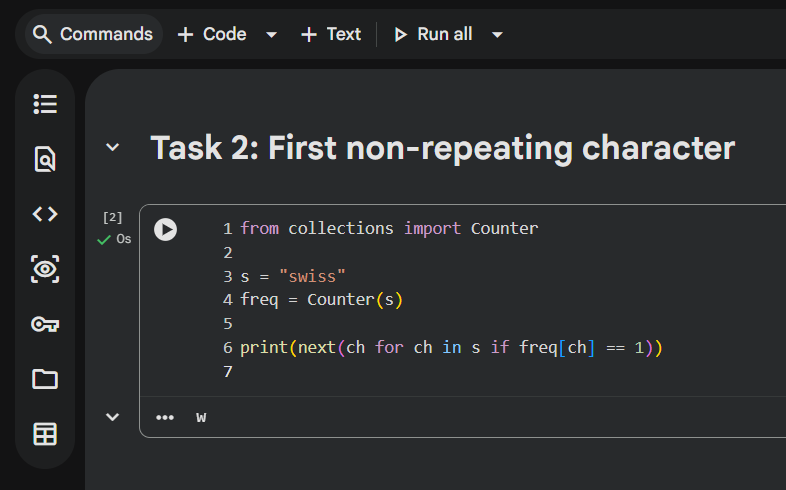 Commands + Code + Text Run all
Task 2: First non-repeating character
[2]
0s
1 from collections import Counter
2
3 s = "swiss"
4 freq = Counter(s)
5
6 print(next(ch for ch in s if freq[ch] == 1))
7
w